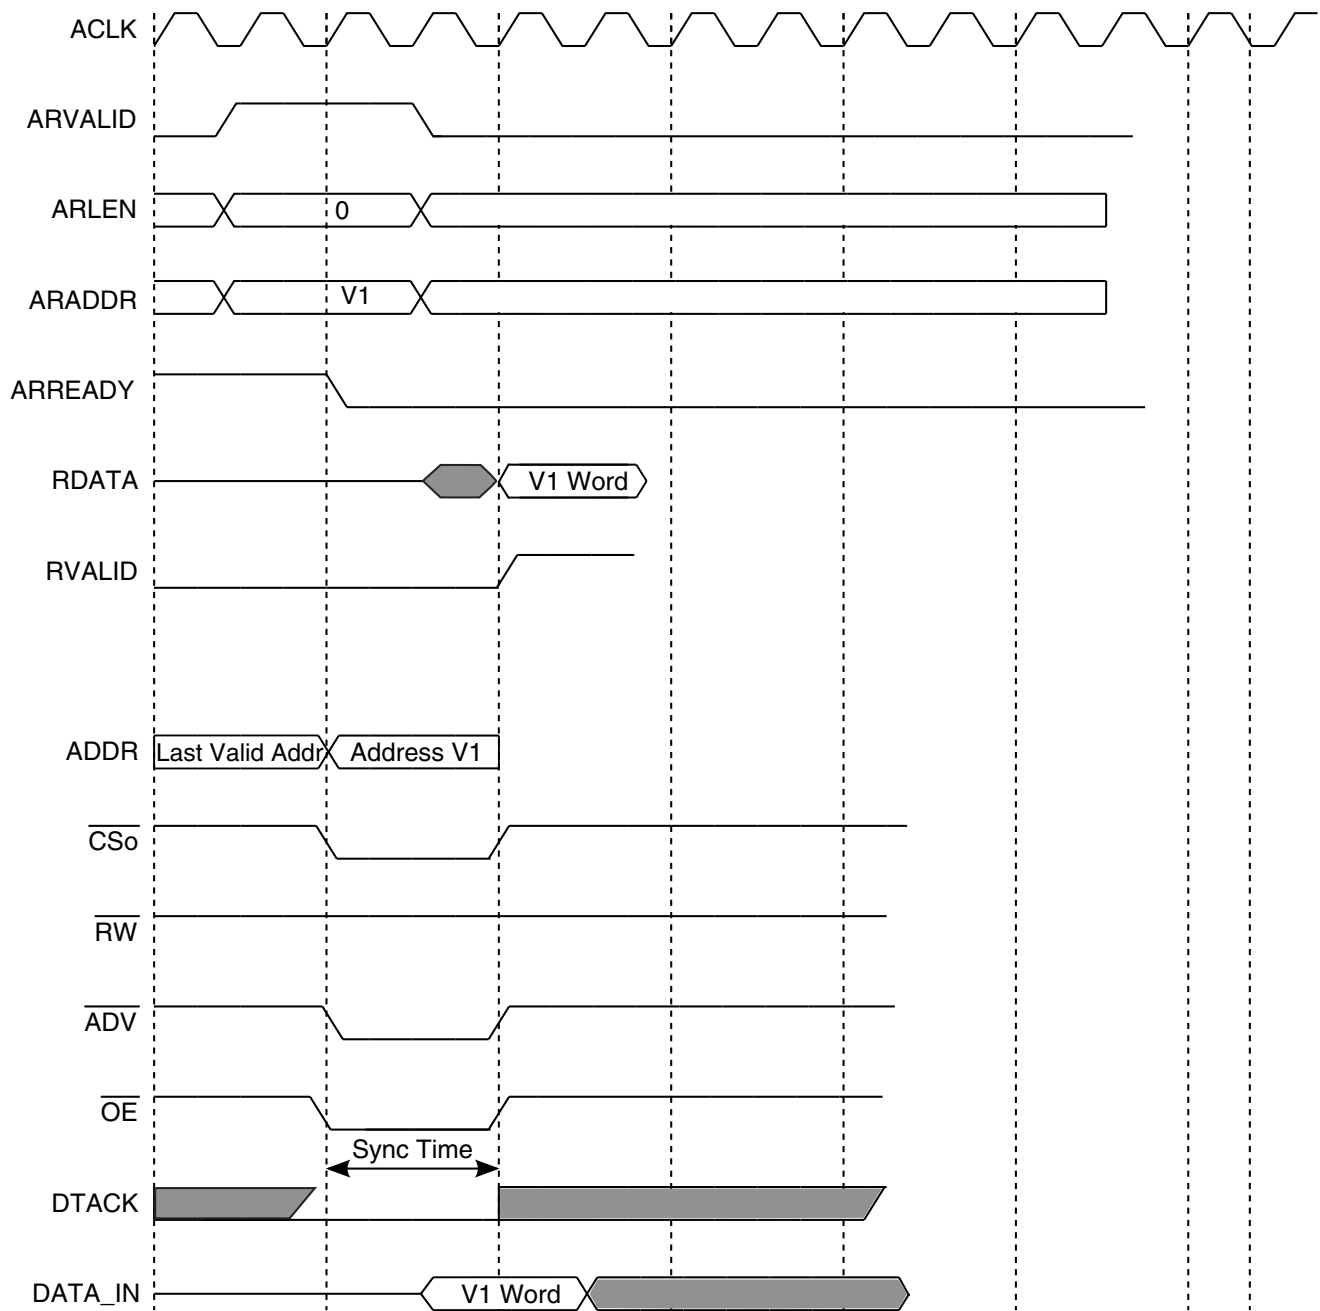 ACLK
ARVALID
ARLEN 0
ARADDR V1
ARREADY
RDATA V1 Word
RVALID
ADDR Last Valid Addr Address V1
CSo
RW
ADV
OE
Sync Time
DTACK
DATA_IN V1 Word